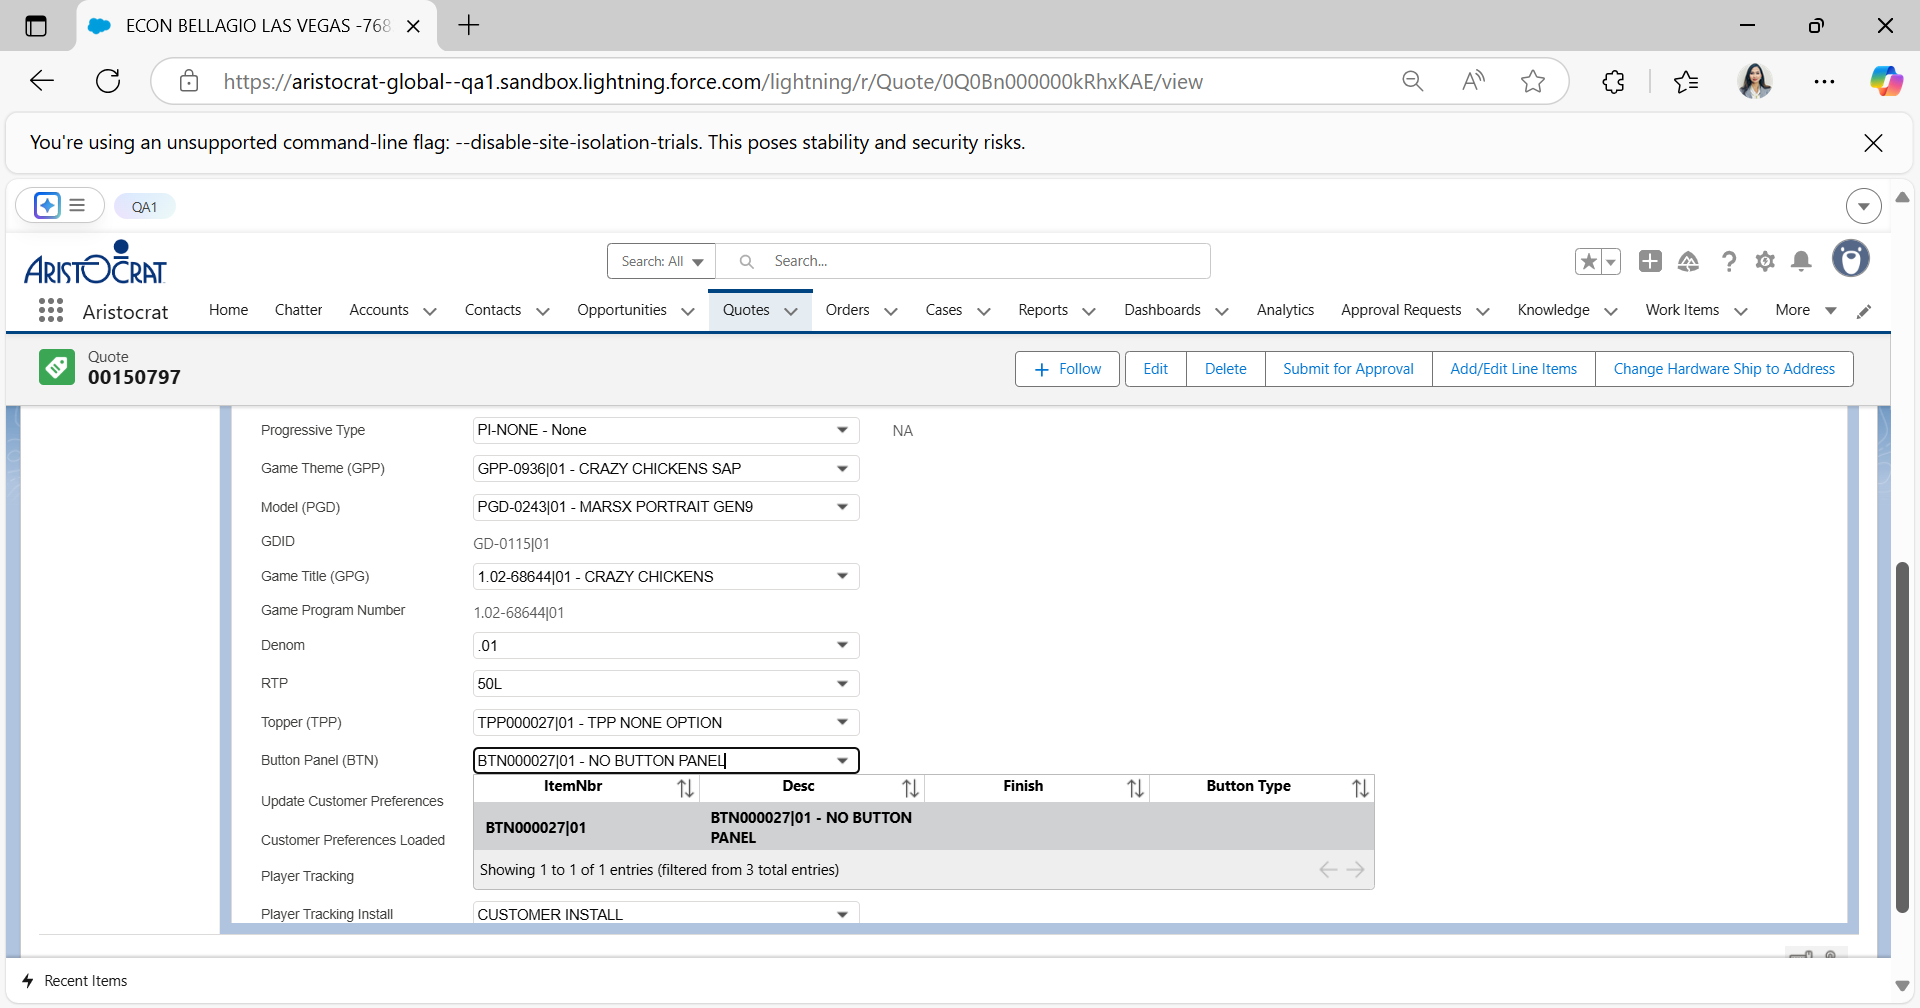 ECON BELLAGIO LAS VEGAS -768
https://aristocrat-global--qa1.sandbox.lightning.force.com/lightning/r/Quote/0Q0Bn000000kRhxKAE/view
You're using an unsupported command-line flag: --disable-site-isolation-trials. This poses stability and security risks.
QA1
ARISTOCRAT
Search: All
Search...
Aristocrat
Home
Chatter
Accounts
Contacts
Opportunities
Quotes
Orders
Cases
Reports
Dashboards
Analytics
Approval Requests
Knowledge
Work Items
More
Quote
00150797
Follow
Edit
Delete
Submit for Approval
Add/Edit Line Items
Change Hardware Ship to Address
Progressive Type
PI-NONE - None
NA
Game Theme (GPP)
GPP-0936|01 - CRAZY CHICKENS SAP
Model (PGD)
PGD-0243|01 - MARSX PORTRAIT GEN9
GDID
GD-0115|01
Game Title (GPG)
1.02-68644|01 - CRAZY CHICKENS
Game Program Number
1.02-68644|01
Denom
.01
RTP
50L
Topper (TPP)
TPP000027|01 - TPP NONE OPTION
Button Panel (BTN)
BTN000027|01 - NO BUTTON PANEL
ItemNbr
Desc
Finish
Button Type
BTN000027|01
BTN000027|01 - NO BUTTON
PANEL
Showing 1 to 1 of 1 entries (filtered from 3 total entries)
Update Customer Preferences
Customer Preferences Loaded
Player Tracking
Player Tracking Install
CUSTOMER INSTALL
Recent Items